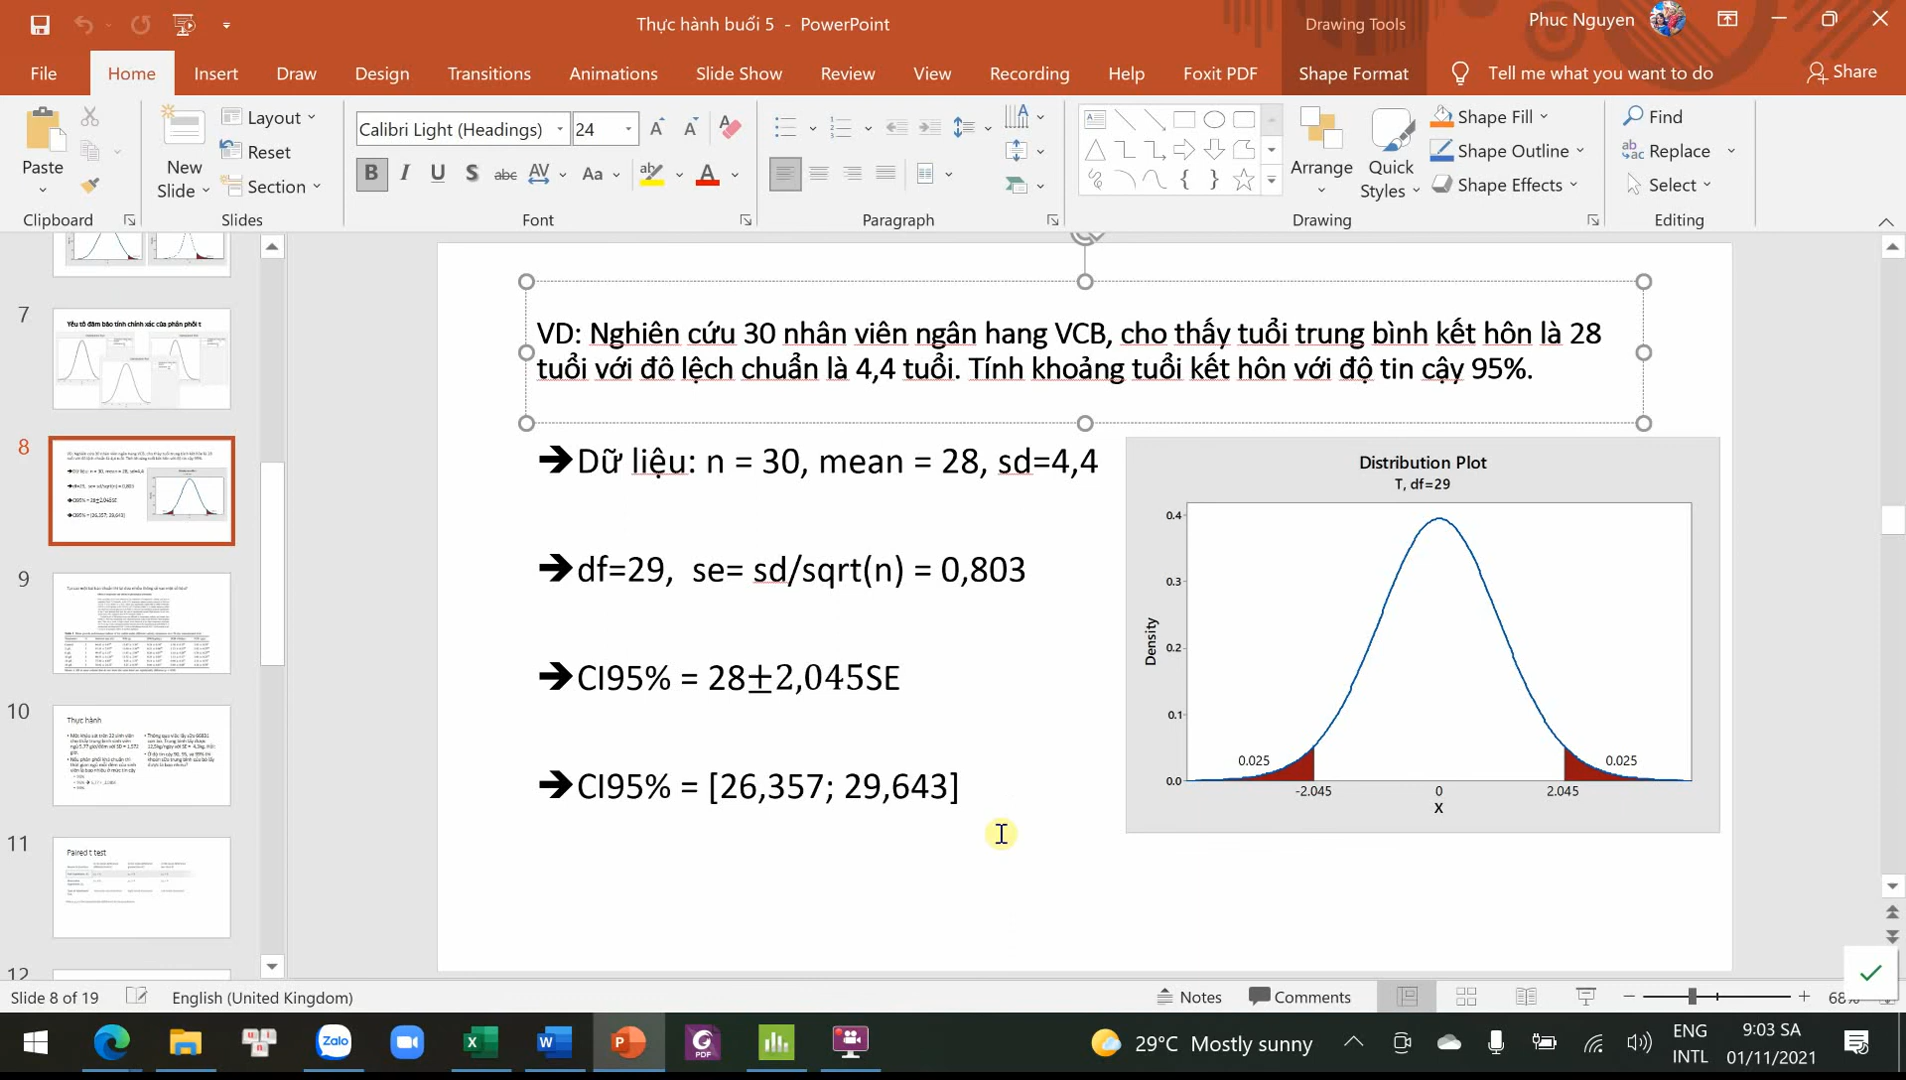 Thực hành buổi 5 - PowerPoint
Drawing Tools
Phuc Nguyen
File Home Insert Draw Design Transitions Animations Slide Show Review View Recording Help Foxit PDF Shape Format Tell me what you want to do Share
Paste
Clipboard
New Slide
Layout
Reset
Section
Slides
Calibri Light (Headings) 24
B I U S abc AV Aa A
Font
Paragraph
Arrange
Quick Styles
Shape Fill
Shape Outline
Shape Effects
Drawing
Find
Replace
Select
Editing
7
Yếu tố đảm bảo tính chính xác của phân phối t
8
9
10
Thực hành
11
Paired t test
12
VD: Nghiên cứu 30 nhân viên ngân hang VCB, cho thấy tuổi trung bình kết hôn là 28
tuổi với đô lệch chuẩn là 4,4 tuổi. Tính khoảng tuổi kết hôn với độ tin cậy 95%.
➔Dữ liệu: n = 30, mean = 28, sd=4,4
➔df=29, se= sd/sqrt(n) = 0,803
➔CI95% = 28±2,045SE
➔CI95% = [26,357; 29,643]
Distribution Plot
T, df=29
0.4
0.3
0.2
0.1
0.0
Density
0.025
0.025
-2.045 0 2.045
X
Slide 8 of 19
English (United Kingdom)
Notes
Comments
68%
Zalo
PDF
29°C Mostly sunny
ENG
INTL
9:03 SA
01/11/2021